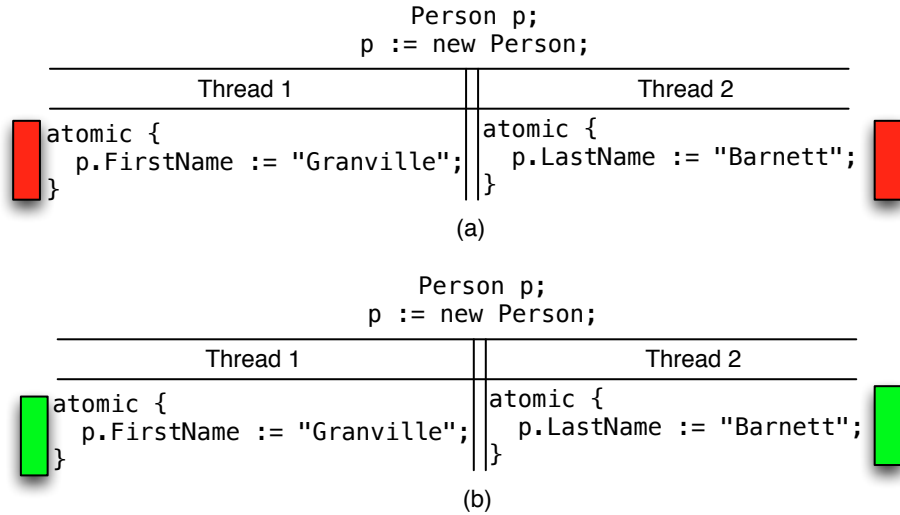 Person p;
p := new Person;
Thread 1 Thread 2
atomic { atomic {
p.FirstName := "Granville"; p.LastName := "Barnett";
} }
(a)
Person p;
p := new Person;
Thread 1 Thread 2
atomic { atomic {
p.FirstName := "Granville"; p.LastName := "Barnett";
} }
(b)